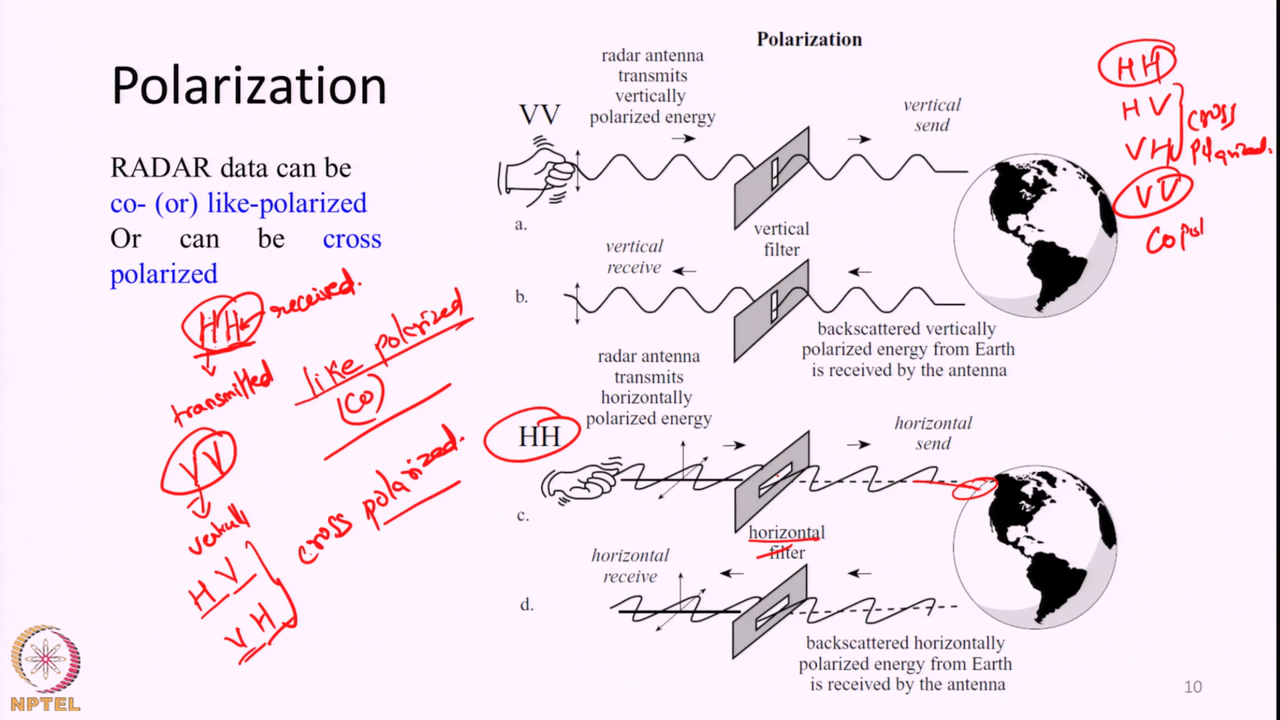 Polarization
RADAR data can be
co- (or) like-polarized
Or can be cross
polarized
HH received.
transmitted
like polarized
(co)
VV
vertically
HV
VH
cross polarized.
Polarization
VV
radar antenna
transmits
vertically
polarized energy
vertical
send
a.
vertical
filter
vertical
receive
b.
backscattered vertically
polarized energy from Earth
is received by the antenna
radar antenna
transmits
horizontally
polarized energy
HH
horizontal
send
c.
horizontal
filter
horizontal
receive
d.
backscattered horizontally
polarized energy from Earth
is received by the antenna
HH
HV
VH
cross
polarized.
VV
Co pol
NPTEL
10